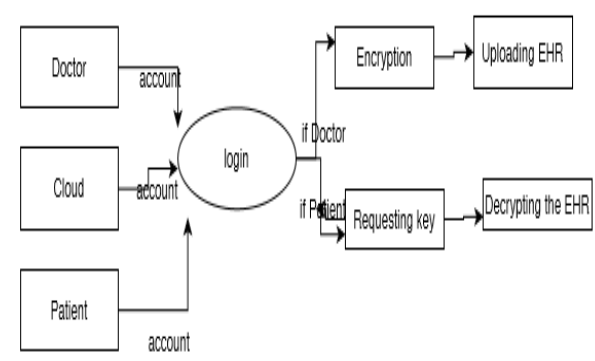 Doctor
account
Encryption
Uploading EHR
if Doctor
login
Cloud
account
if Patient
Requesting key
Decrypting the EHR
Patient
account